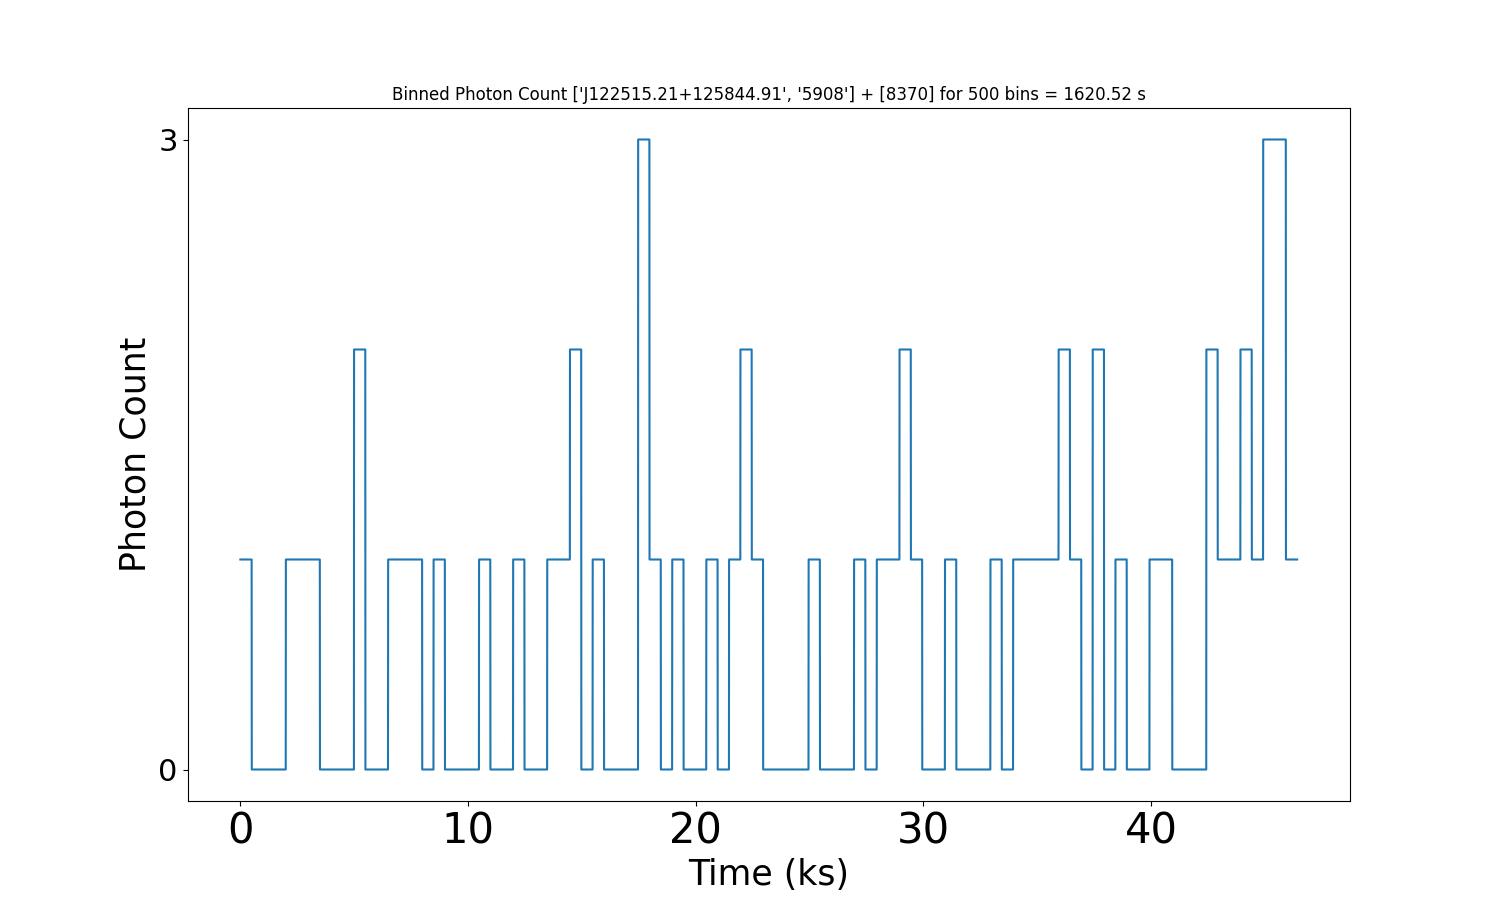 Binned Photon Count ['J122515.21+125844.91', '5908'] + [8370] for 500 bins = 1620.52 s
3
Photon Count
0
0 10 20 30 40
Time (ks)